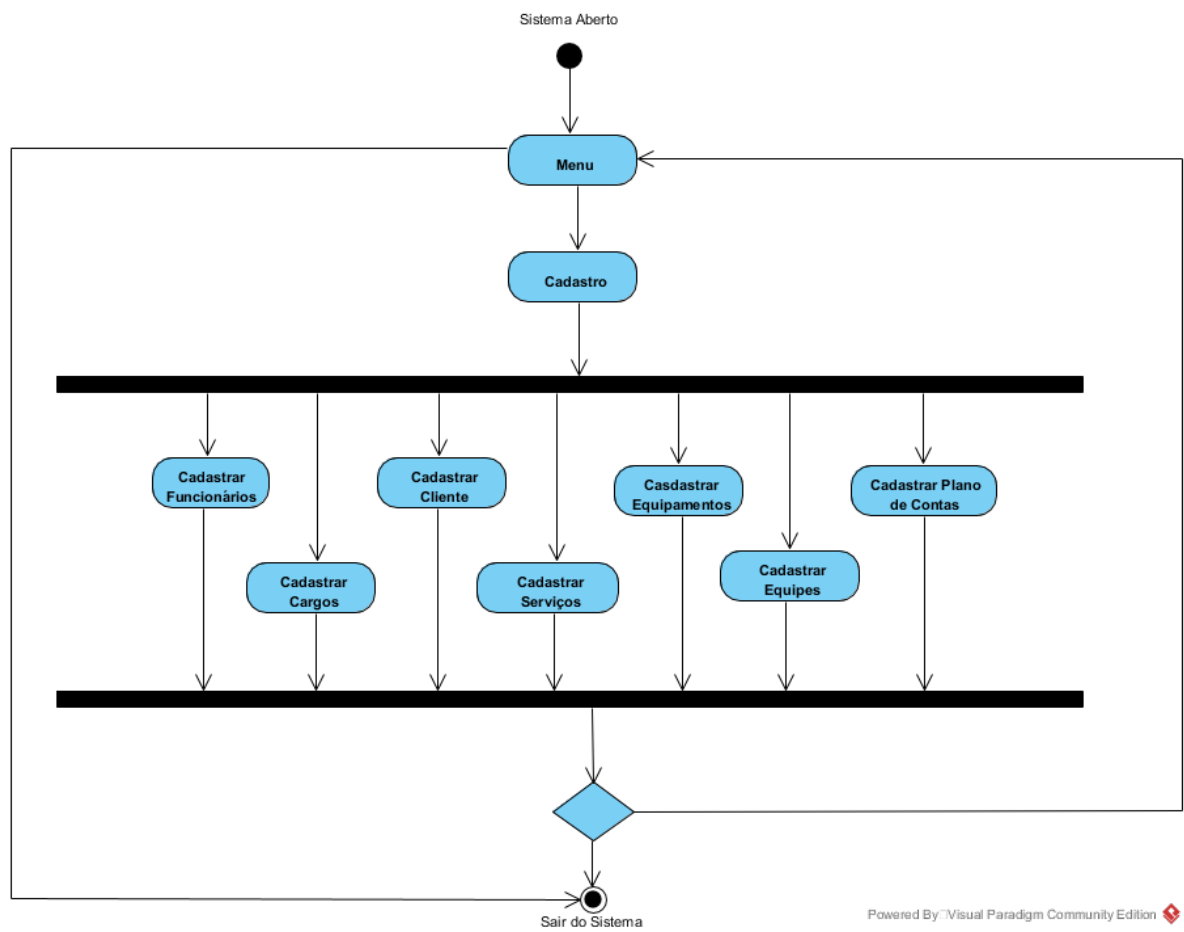 Sistema Aberto
Menu
Cadastro
Cadastrar
Funcionários
Cadastrar
Cliente
Casdastrar
Equipamentos
Cadastrar Plano
de Contas
Cadastrar
Cargos
Cadastrar
Serviços
Cadastrar
Equipes
Sair do Sistema
Powered By Visual Paradigm Community Edition